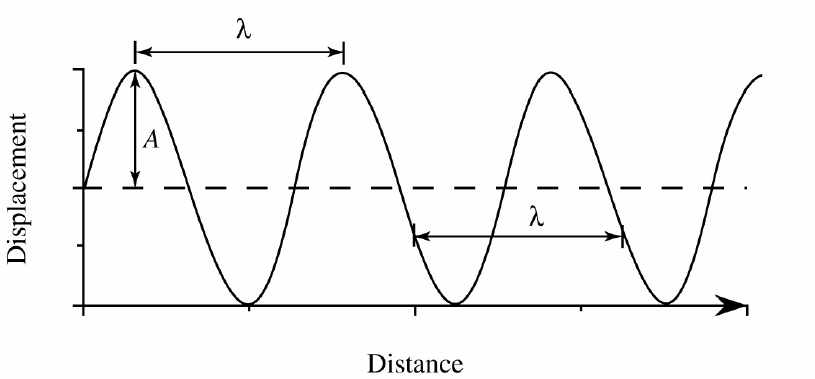 λ
A
λ
Displacement
Distance